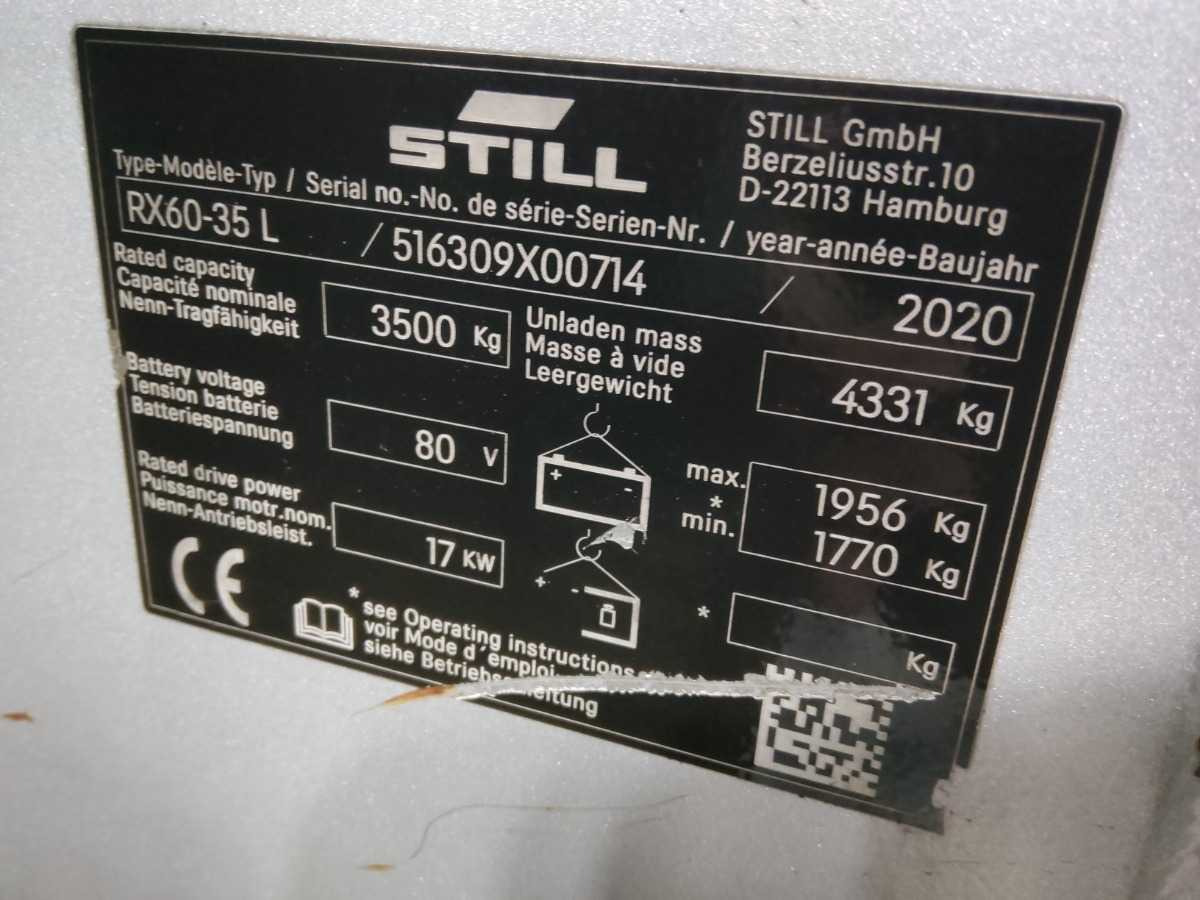 STILL
STILL GmbH
Berzeliusstr.10
D-22113 Hamburg
Type-Modèle-Typ / Serial no.-No. de série-Serien-Nr. / year-année-Baujahr
RX60-35 L / 516309X00714 / 2020
Rated capacity
Capacité nominale
Nenn-Tragfähigkeit
3500 Kg
Unladen mass
Masse à vide
Leergewicht
4331 Kg
Battery voltage
Tension batterie
Batteriespannung
80 V
+ -
max.
*
min.
1956 Kg
1770 Kg
Rated drive power
Puissance motr.nom.
Nenn-Antriebsleist.
17 KW
+ -
*
Kg
CE
* see Operating instructions
voir Mode d'emploi
siehe